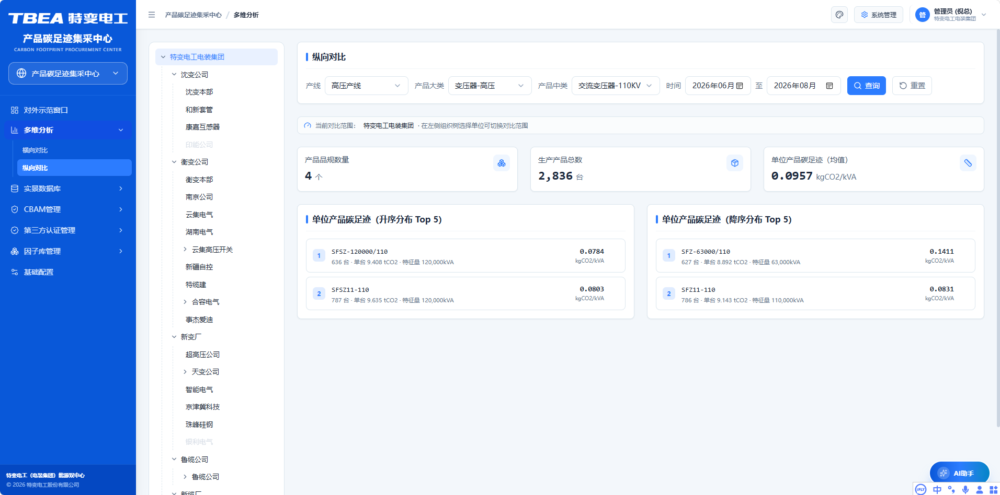 TBEA 特变电工
产品碳足迹集采中心
CARBON FOOTPRINT PROCUREMENT CENTER
产品碳足迹集采中心
对外示范窗口
多维分析
横向对比
纵向对比
实景数据库
CBAM管理
第三方认证管理
因子库管理
基础配置
特变电工（电装集团）能源双中心
© 2026 特变电工股份有限公司
产品碳足迹集采中心 / 多维分析
系统管理
管
管理员 (倪总)
特变电工电装集团
特变电工电装集团
沈变公司
沈变本部
和新套管
康嘉互感器
印能公司
衡变公司
衡变本部
南京公司
云集电气
湖南电气
云集高压开关
新疆自控
特缆建
合容电气
事杰爱迪
新变厂
超高压公司
天变公司
智能电气
京津冀科技
珠峰硅钢
银利电气
鲁缆公司
鲁缆公司
新缆厂
纵向对比
产线 高压产线 产品大类 变压器-高压 产品中类 交流变压器-110KV 时间 2026年06月 至 2026年08月 查询 重置
当前对比范围： 特变电工电装集团 · 在左侧组织树选择单位可切换对比范围
产品品规数量
4 个
生产产品总数
2,836 台
单位产品碳足迹（均值）
0.0957 kgCO2/kVA
单位产品碳足迹（升序分布 Top 5）
1 SFSZ-120000/110 0.0784
636 台 · 单台 9.408 tCO2 · 特征量 120,000kVA kgCO2/kVA
2 SFSZ11-110 0.0803
787 台 · 单台 9.635 tCO2 · 特征量 120,000kVA kgCO2/kVA
单位产品碳足迹（降序分布 Top 5）
1 SFZ-63000/110 0.1411
627 台 · 单台 8.892 tCO2 · 特征量 63,000kVA kgCO2/kVA
2 SFZ11-110 0.0831
786 台 · 单台 9.143 tCO2 · 特征量 110,000kVA kgCO2/kVA
AI助手
iFLY 中